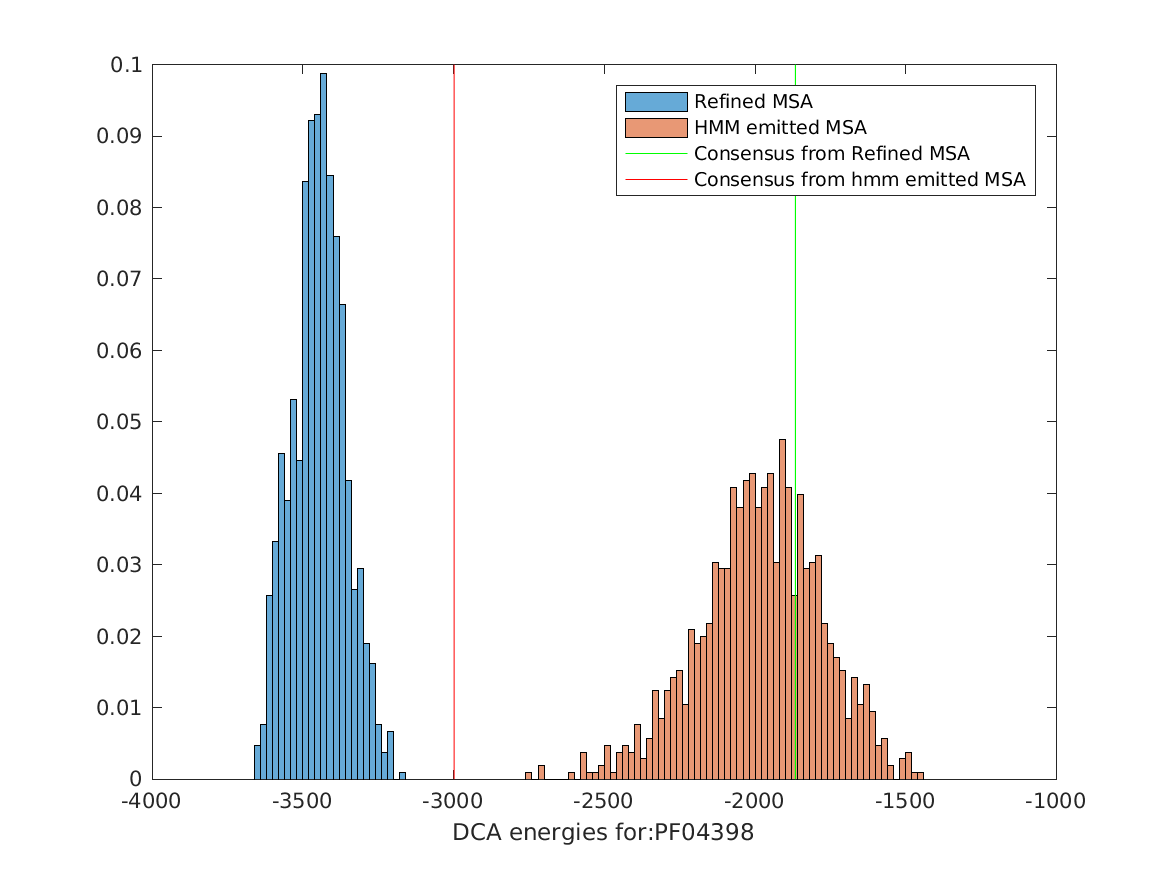 0.1
0.09
0.08
0.07
0.06
0.05
0.04
0.03
0.02
0.01
0
Refined MSA
HMM emitted MSA
Consensus from Refined MSA
Consensus from hmm emitted MSA
-4000 -3500 -3000 -2500 -2000 -1500 -1000
DCA energies for:PF04398